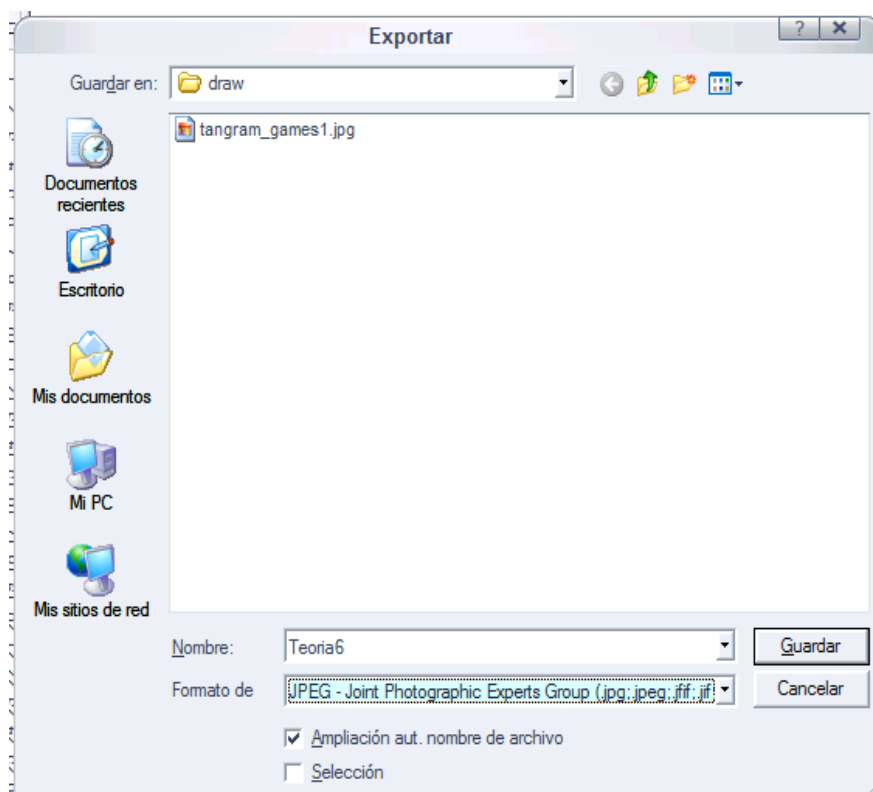 Exportar
Guardar en:
draw
tangram_games1.jpg
Documentos
recientes
Escritorio
Mis documentos
Mi PC
Mis sitios de red
Nombre:
Teoria6
Guardar
Formato de
JPEG - Joint Photographic Experts Group (.jpg;.jpeg;.jfif;.jif
Cancelar
Ampliación aut. nombre de archivo
Selección